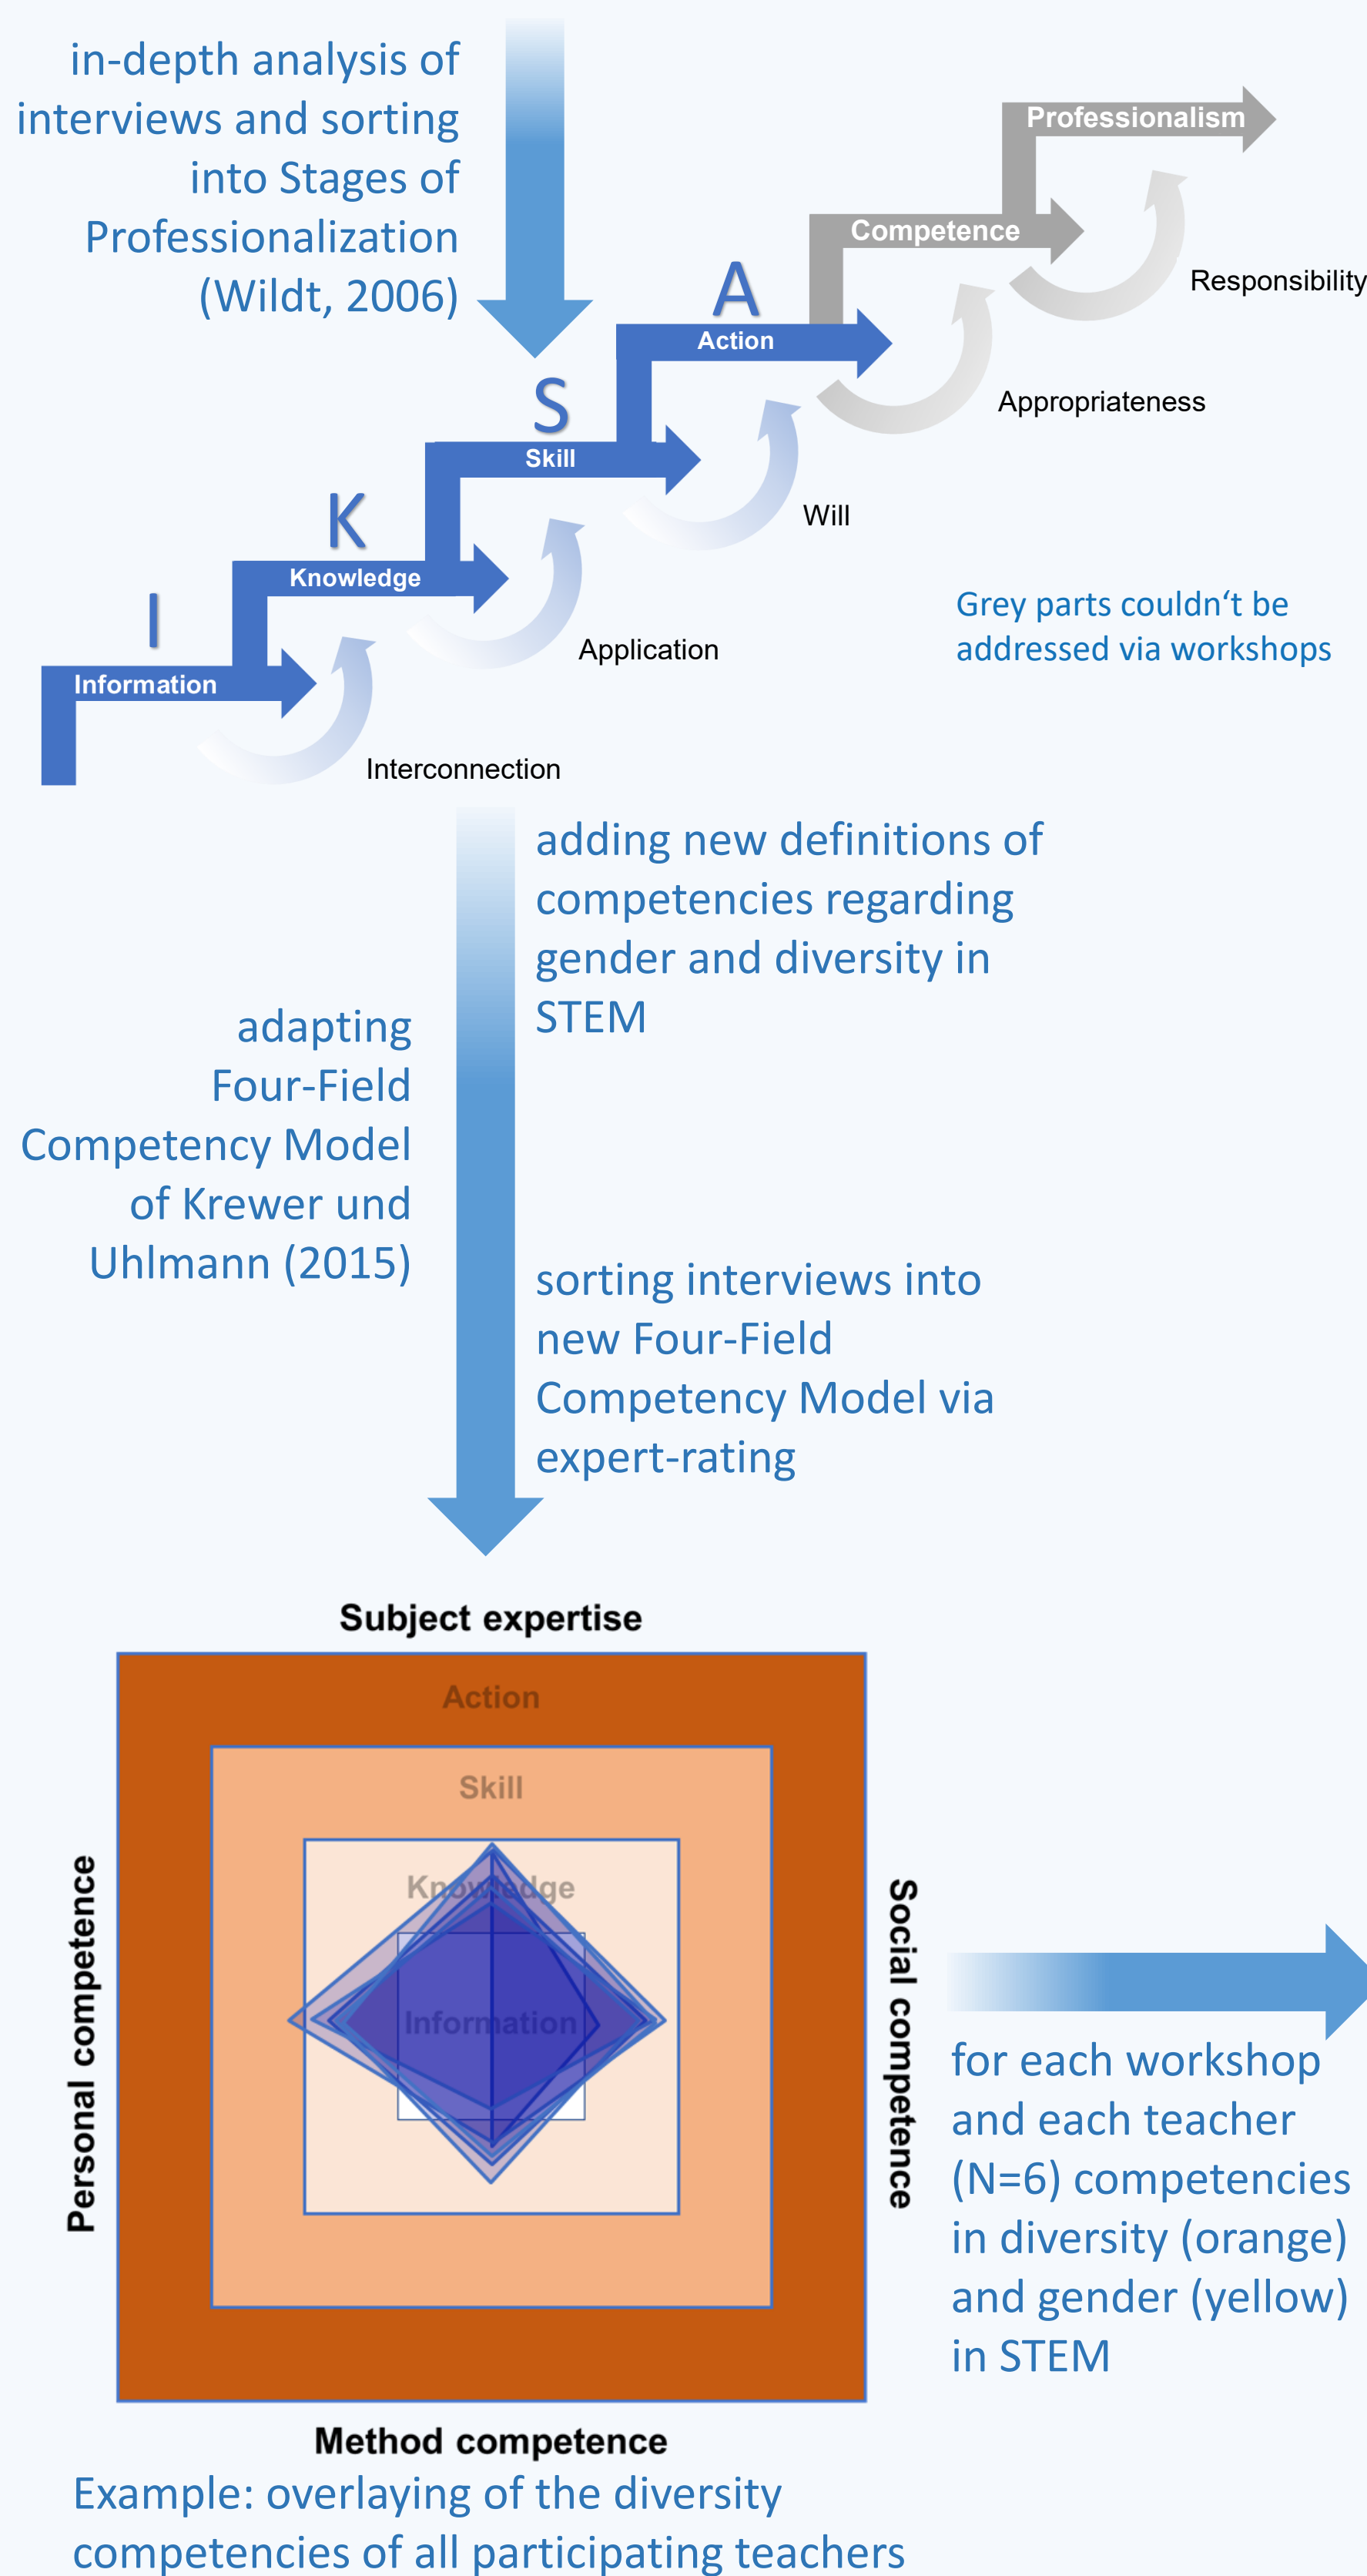 in-depth analysis of
interviews and sorting
into Stages of
Professionalization
(Wildt, 2006)
Professionalism
Competence
Responsibility
A
Action
Appropriateness
S
Skill
Will
K
Knowledge
Application
Grey parts couldn‘t be
addressed via workshops
I
Information
Interconnection
adding new definitions of
competencies regarding
gender and diversity in
STEM
adapting
Four-Field
Competency Model
of Krewer und
Uhlmann (2015)
sorting interviews into
new Four-Field
Competency Model via
expert-rating
Subject expertise
Action
Skill
Knowledge
Information
Personal competence
Social competence
Method competence
for each workshop
and each teacher
(N=6) competencies
in diversity (orange)
and gender (yellow)
in STEM
Example: overlaying of the diversity
competencies of all participating teachers